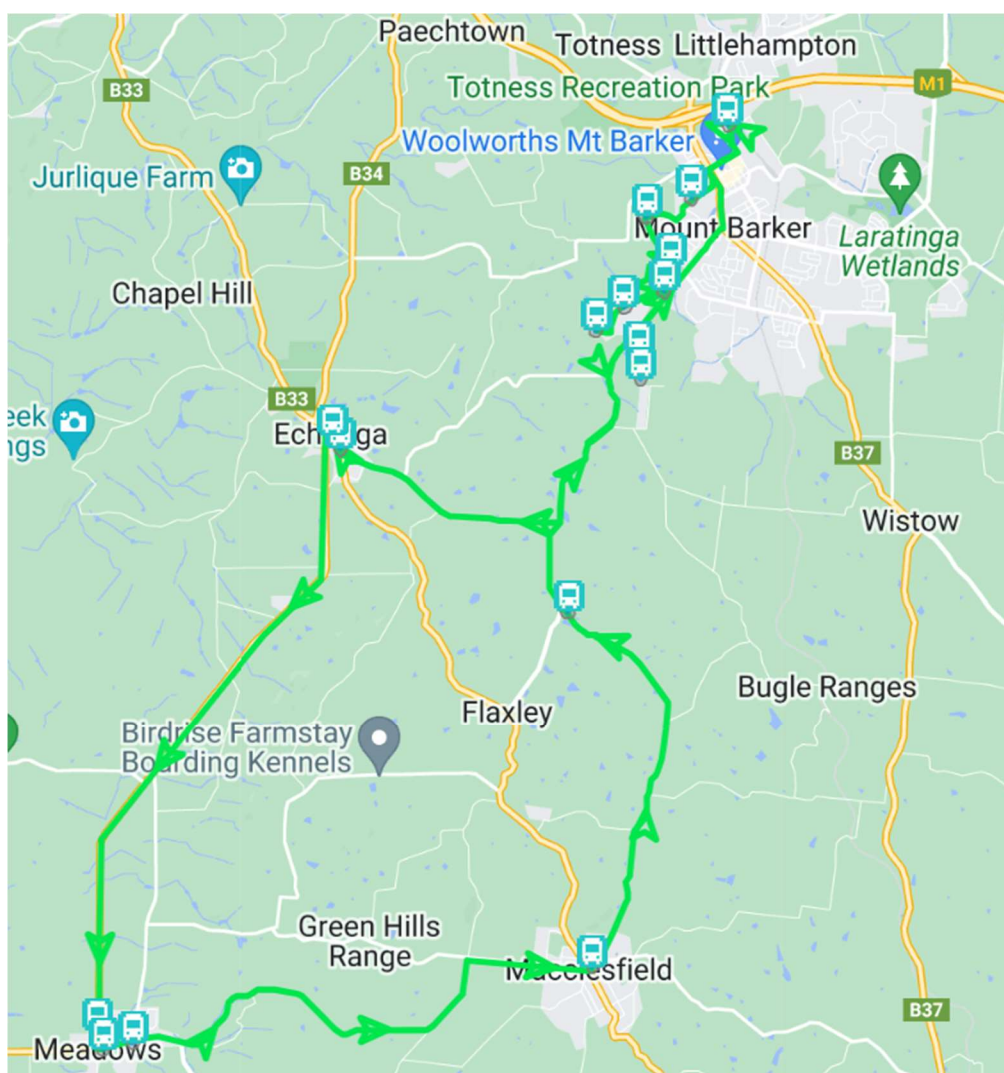 Paechtown
Totness Littlehampton
B33
M1
Totness Recreation Park
Woolworths Mt Barker
Jurlique Farm
B34
Mount Barker
Laratinga
Wetlands
Chapel Hill
B33
eek
ngs
B37
Wistow
Bugle Ranges
Flaxley
Birdrise Farmstay
Boarding Kennels
Green Hills
Range
Macclesfield
B37
Meadows